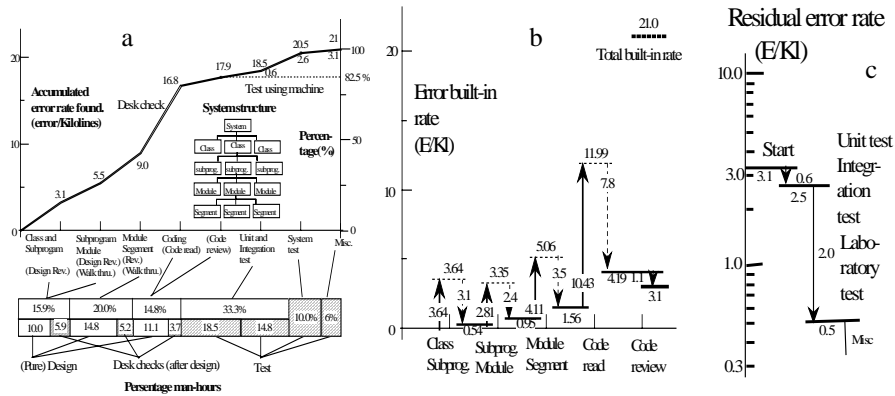 a
20
10
0
Accumulated
error rate found.
(error/Kilolines)
3.1
5.5
9.0
16.8
17.9
18.5
0.6
20.5
2.6
21
3.1
Desk check
Test using machine
System structure
System
Class
Class
Class
subprog.
subprog.
subprog.
Module
Module
Module
Segment
Segment
Segment
100
82.5 %
Percen-
tage(%)
50
0
Class and
Subprogam
(Design Rev.)
Subprogram
Module
(Design Rev.)
(Walk thru.)
Module
Segement
(Rev.)
(Walk thru.)
Coding
(Code read)
(Code
review)
Unit and
Integration
test
System
test
Misc.
15.9%
20.0%
14.8%
33.3%
10.0%
6%
10.0
5.9
14.8
5.2
11.1
3.7
18.5
14.8
(Pure) Design
Desk checks (after design)
Test
Persentage man-hours
b
20
10
0
Error built-in
rate
(E/Kl)
21.0
Total built-in rate
3.64
3.1
3.64
0.54
3.35
2.81
2.4
0.95
5.06
4.11
3.5
1.56
11.99
10.43
7.8
4.19
1.1
3.1
Class
Subprog.
Subprog.
Module
Module
Segment
Code
read
Code
review
Residual error rate
(E/Kl)
c
10.0
3.0
1.0
0.5
0.3
Start
3.1
0.6
2.5
2.0
0.5
Unit test
Integr-
ation
test
Labo-
ratory
test
Misc